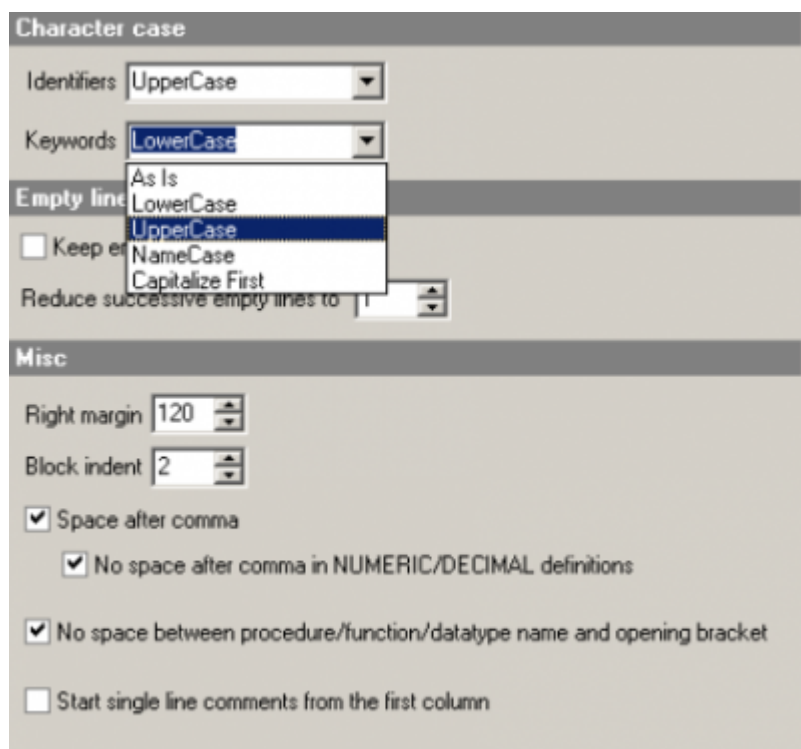 Character case
Identifiers UpperCase
Keywords LowerCase
As Is
LowerCase
UpperCase
NameCase
Capitalize First
Empty line
Keep
Reduce successive empty lines to 1
Misc
Right margin 120
Block indent 2
Space after comma
No space after comma in NUMERIC/DECIMAL definitions
No space between procedure/function/datatype name and opening bracket
Start single line comments from the first column